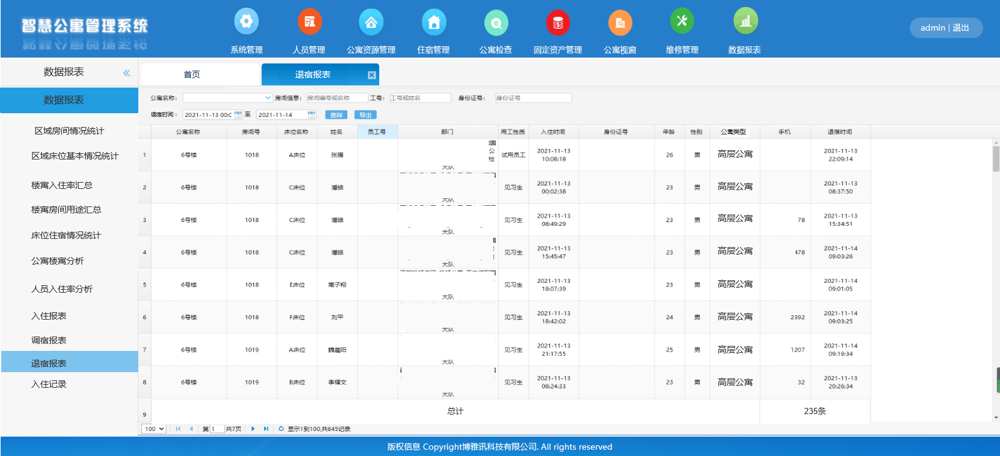 智慧公寓管理系统
系统管理 人员管理 公寓资源管理 住宿管理 公寓检查 固定资产管理 公寓视窗 维修管理 数据报表
admin | 退出
数据报表 «
首页 退宿报表
数据报表
区域房间情况统计
区域床位基本情况统计
楼寓入住率汇总
楼寓房间用途汇总
床位住宿情况统计
公寓楼寓分析
人员入住率分析
入住报表
调宿报表
退宿报表
入住记录
公寓名称: 房间信息: 房间编号或名称 工号: 工号或姓名 身份证号: 身份证号
调宿时间: 2021-11-13 00:0 至 2021-11-14 查询 导出
公寓名称 房间号 床位名称 姓名 员工号 部门 用工性质 入住时间 身份证号 年龄 性别 公寓类型 手机 退宿时间
1 6号楼 1018 A床位 张腾 公 检 大队 试用员工 2021-11-13 10:08:18 26 男 高层公寓 2021-11-13 22:09:14
2 6号楼 1018 C床位 潘皓 大队 见习生 2021-11-13 00:02:38 23 男 高层公寓 2021-11-13 08:37:50
3 6号楼 1018 C床位 潘皓 大队 见习生 2021-11-13 08:49:29 23 男 高层公寓 78 2021-11-13 15:34:51
4 6号楼 1018 C床位 潘皓 大队 见习生 2021-11-13 15:45:47 23 男 高层公寓 478 2021-11-14 09:03:26
5 6号楼 1018 E床位 南子翔 大队 见习生 2021-11-13 18:07:39 23 男 高层公寓 2021-11-14 09:01:05
6 6号楼 1018 F床位 刘平 大队 见习生 2021-11-13 18:42:02 24 男 高层公寓 2392 2021-11-14 09:03:25
7 6号楼 1019 A床位 魏晨阳 大队 见习生 2021-11-13 21:17:55 25 男 高层公寓 1207 2021-11-14 09:19:34
8 6号楼 1019 B床位 李耀文 大队 见习生 2021-11-13 08:24:33 23 男 高层公寓 32 2021-11-13 20:26:34
9 总计 235条
100 第 1 共7页 显示1到100,共645记录
版权信息 Copyright博雅讯科技有限公司. All rights reserved